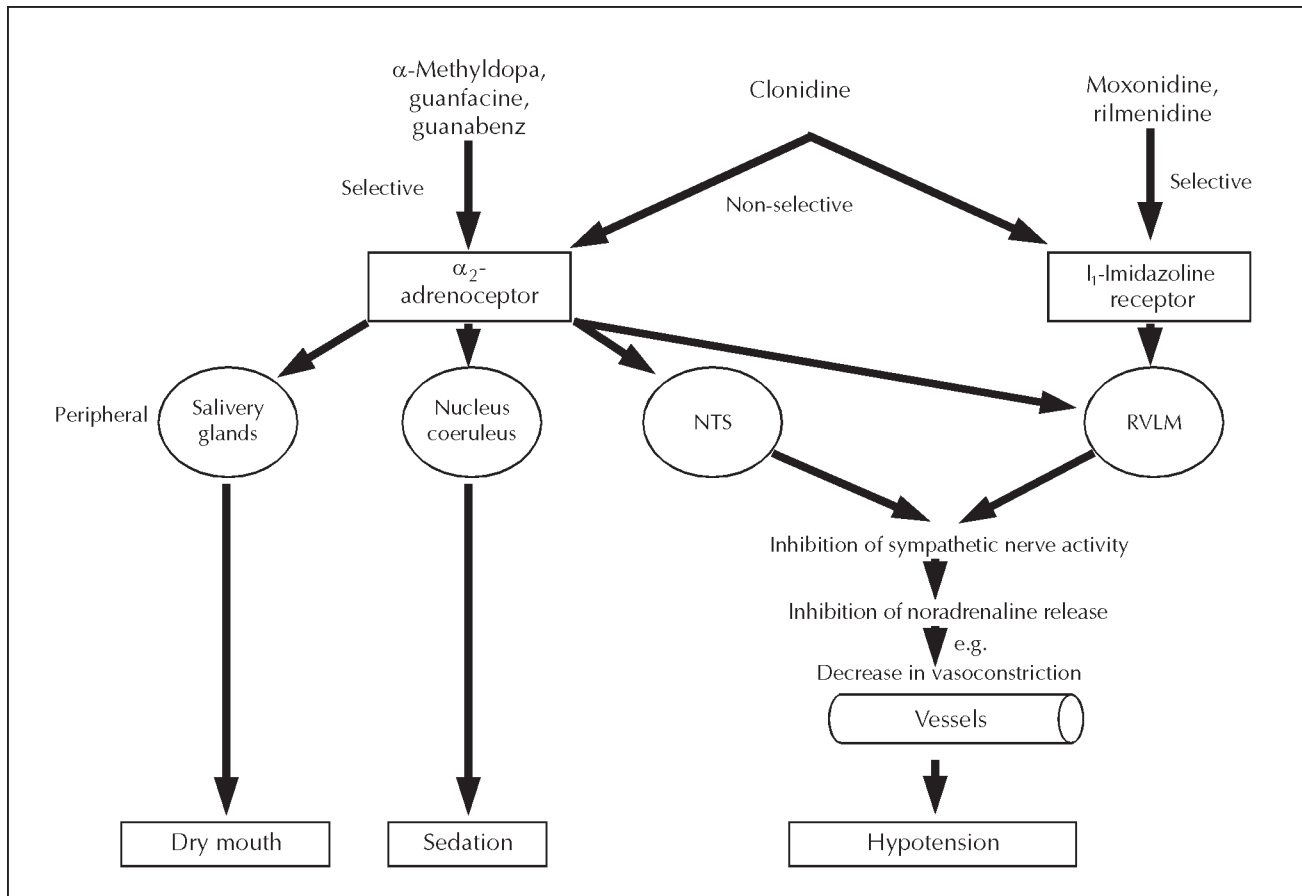 α-Methyldopa,
guanfacine,
guanabenz
Clonidine
Moxonidine,
rilmenidine
Selective
Non-selective
Selective
α₂-
adrenoceptor
I₁-Imidazoline
receptor
Peripheral
Salivery
glands
Nucleus
coeruleus
NTS
RVLM
Inhibition of sympathetic nerve activity
Inhibition of noradrenaline release
e.g.
Decrease in vasoconstriction
Vessels
Dry mouth
Sedation
Hypotension